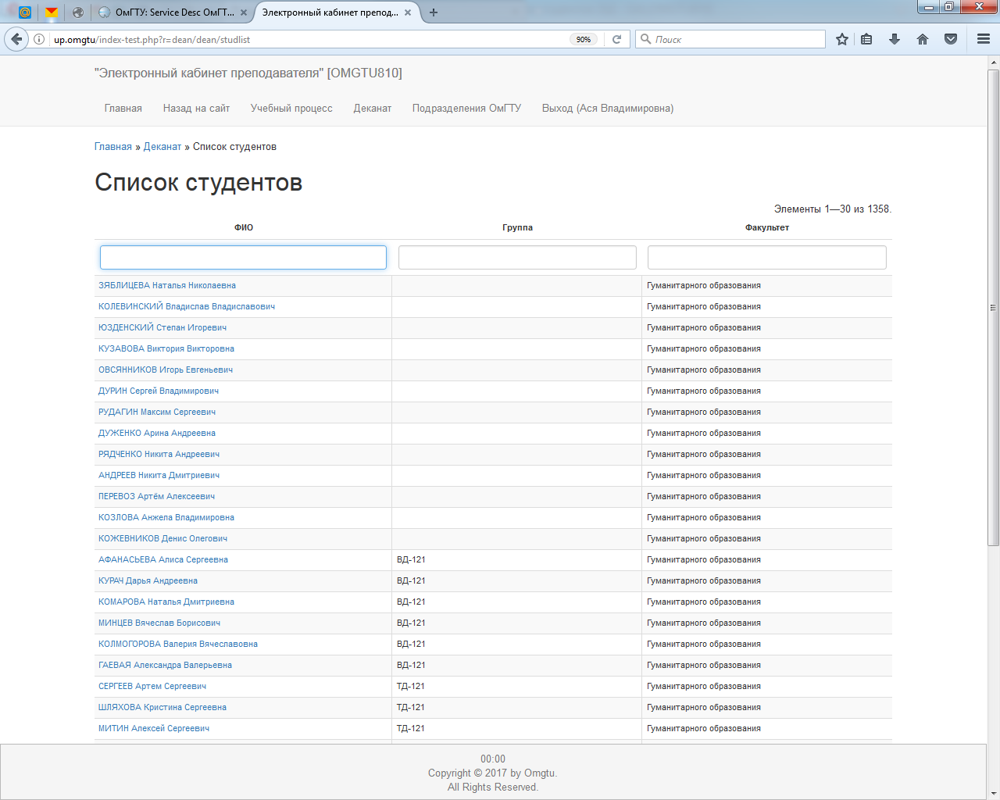 ОмГТУ: Service Desc ОмГТ...
Электронный кабинет препод...
up.omgtu/index-test.php?r=dean/dean/studlist
90%
Поиск
"Электронный кабинет преподавателя" [OMGTU810]
Главная Назад на сайт Учебный процесс Деканат Подразделения ОмГТУ Выход (Ася Владимировна)
Главная » Деканат » Список студентов
Список студентов
Элементы 1—30 из 1358.
ФИО Группа Факультет
ЗЯБЛИЦЕВА Наталья Николаевна Гуманитарного образования
КОЛЕВИНСКИЙ Владислав Владиславович Гуманитарного образования
ЮЗДЕНСКИЙ Степан Игоревич Гуманитарного образования
КУЗАВОВА Виктория Викторовна Гуманитарного образования
ОВСЯННИКОВ Игорь Евгеньевич Гуманитарного образования
ДУРИН Сергей Владимирович Гуманитарного образования
РУДАГИН Максим Сергеевич Гуманитарного образования
ДУЖЕНКО Арина Андреевна Гуманитарного образования
РЯДЧЕНКО Никита Андреевич Гуманитарного образования
АНДРЕЕВ Никита Дмитриевич Гуманитарного образования
ПЕРЕВОЗ Артём Алексеевич Гуманитарного образования
КОЗЛОВА Анжела Владимировна Гуманитарного образования
КОЖЕВНИКОВ Денис Олегович Гуманитарного образования
АФАНАСЬЕВА Алиса Сергеевна ВД-121 Гуманитарного образования
КУРАЧ Дарья Андреевна ВД-121 Гуманитарного образования
КОМАРОВА Наталья Дмитриевна ВД-121 Гуманитарного образования
МИНЦЕВ Вячеслав Борисович ВД-121 Гуманитарного образования
КОЛМОГОРОВА Валерия Вячеславовна ВД-121 Гуманитарного образования
ГАЕВАЯ Александра Валерьевна ВД-121 Гуманитарного образования
СЕРГЕЕВ Артем Сергеевич ТД-121 Гуманитарного образования
ШЛЯХОВА Кристина Сергеевна ТД-121 Гуманитарного образования
МИТИН Алексей Сергеевич ТД-121 Гуманитарного образования
00:00
Copyright © 2017 by Omgtu.
All Rights Reserved.